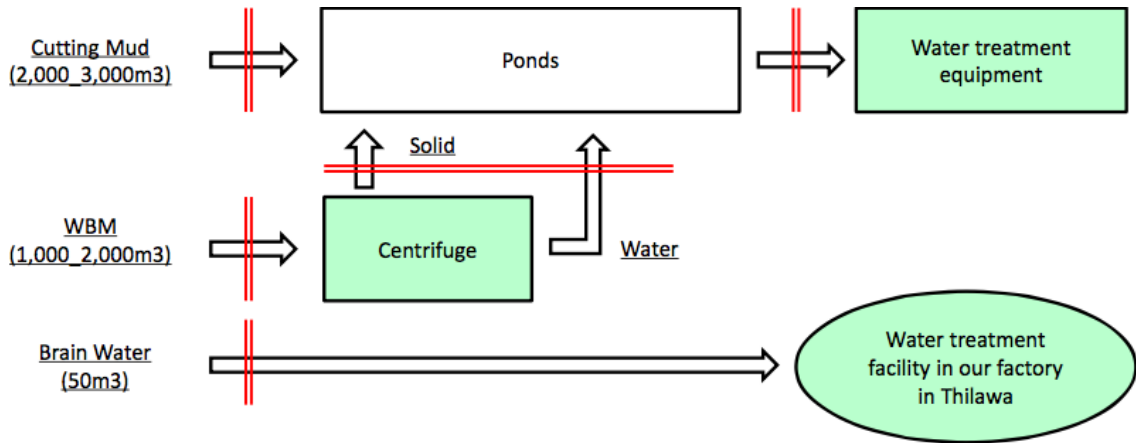 Cutting Mud
(2,000_3,000m3)
Ponds
Water treatment
equipment
Solid
WBM
(1,000_2,000m3)
Centrifuge
Water
Brain Water
(50m3)
Water treatment
facility in our factory
in Thilawa